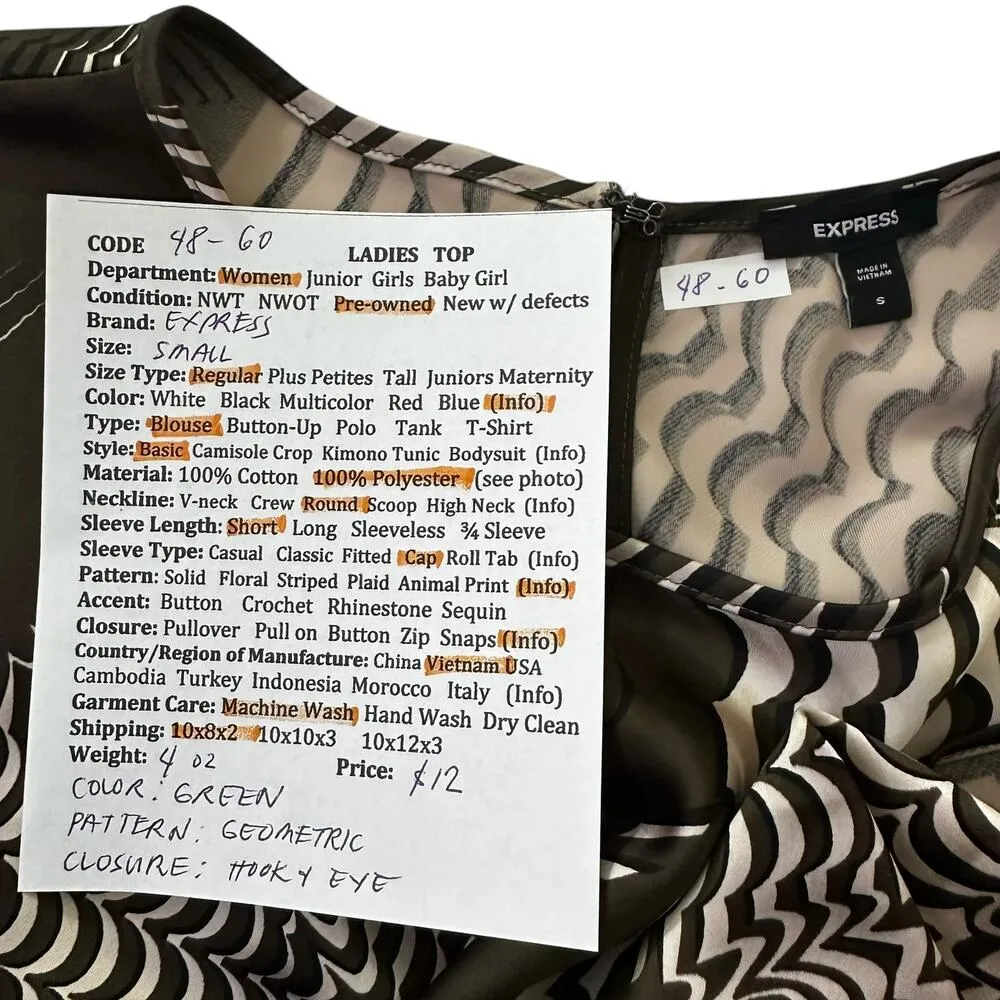 CODE 48-60
LADIES TOP
Department: Women Junior Girls Baby Girl
Condition: NWT NWOT Pre-owned New w/ defects
Brand: EXPRESS
Size: SMALL
Size Type: Regular Plus Petites Tall Juniors Maternity
Color: White Black Multicolor Red Blue (Info)
Type: Blouse Button-Up Polo Tank T-Shirt
Style: Basic Camisole Crop Kimono Tunic Bodysuit (Info)
Material: 100% Cotton 100% Polyester (see photo)
Neckline: V-neck Crew Round Scoop High Neck (Info)
Sleeve Length: Short Long Sleeveless ¾ Sleeve
Sleeve Type: Casual Classic Fitted Cap Roll Tab (Info)
Pattern: Solid Floral Striped Plaid Animal Print (Info)
Accent: Button Crochet Rhinestone Sequin
Closure: Pullover Pull on Button Zip Snaps (Info)
Country/Region of Manufacture: China Vietnam USA
Cambodia Turkey Indonesia Morocco Italy (Info)
Garment Care: Machine Wash Hand Wash Dry Clean
Shipping: 10x8x2 10x10x3 10x12x3
Weight: 4 oz Price: $12
COLOR: GREEN
PATTERN: GEOMETRIC
CLOSURE: HOOK & EYE
EXPRESS
MADE IN
VIETNAM
S
48-60